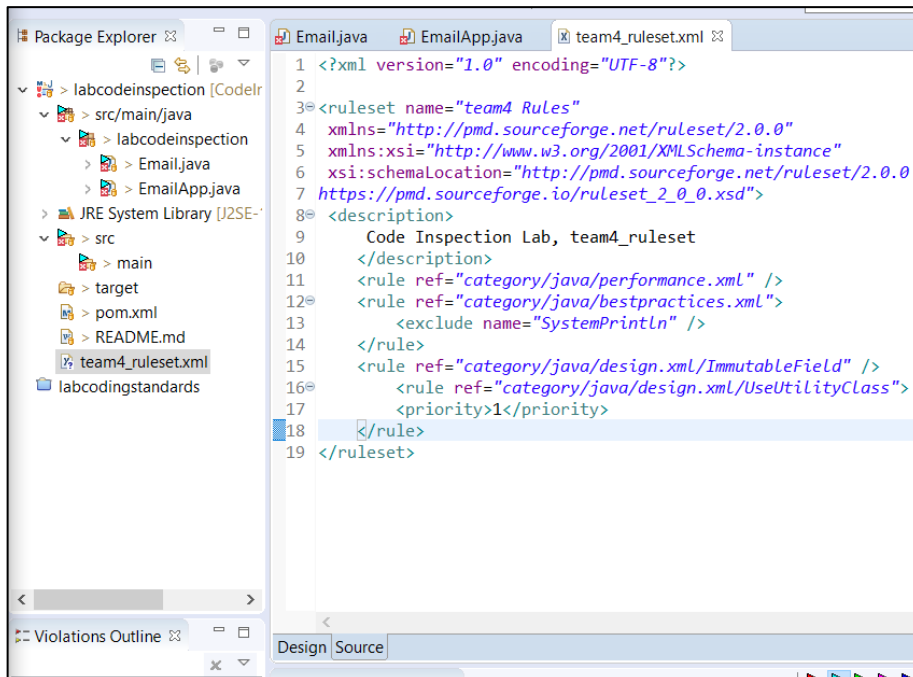 Package Explorer
> labcodeinspection [CodeIr
> src/main/java
> labcodeinspection
> Email.java
> EmailApp.java
JRE System Library [J2SE-
> src
> main
> target
> pom.xml
> README.md
team4_ruleset.xml
labcodingstandards
Violations Outline
Email.java EmailApp.java team4_ruleset.xml
1 <?xml version="1.0" encoding="UTF-8"?>
2
3 <ruleset name="team4 Rules"
4 xmlns="http://pmd.sourceforge.net/ruleset/2.0.0"
5 xmlns:xsi="http://www.w3.org/2001/XMLSchema-instance"
6 xsi:schemaLocation="http://pmd.sourceforge.net/ruleset/2.0.0
7 https://pmd.sourceforge.io/ruleset_2_0_0.xsd">
8 <description>
9 Code Inspection Lab, team4_ruleset
10 </description>
11 <rule ref="category/java/performance.xml" />
12 <rule ref="category/java/bestpractices.xml">
13 <exclude name="SystemPrintln" />
14 </rule>
15 <rule ref="category/java/design.xml/ImmutableField" />
16 <rule ref="category/java/design.xml/UseUtilityClass">
17 <priority>1</priority>
18 </rule>
19 </ruleset>
Design Source